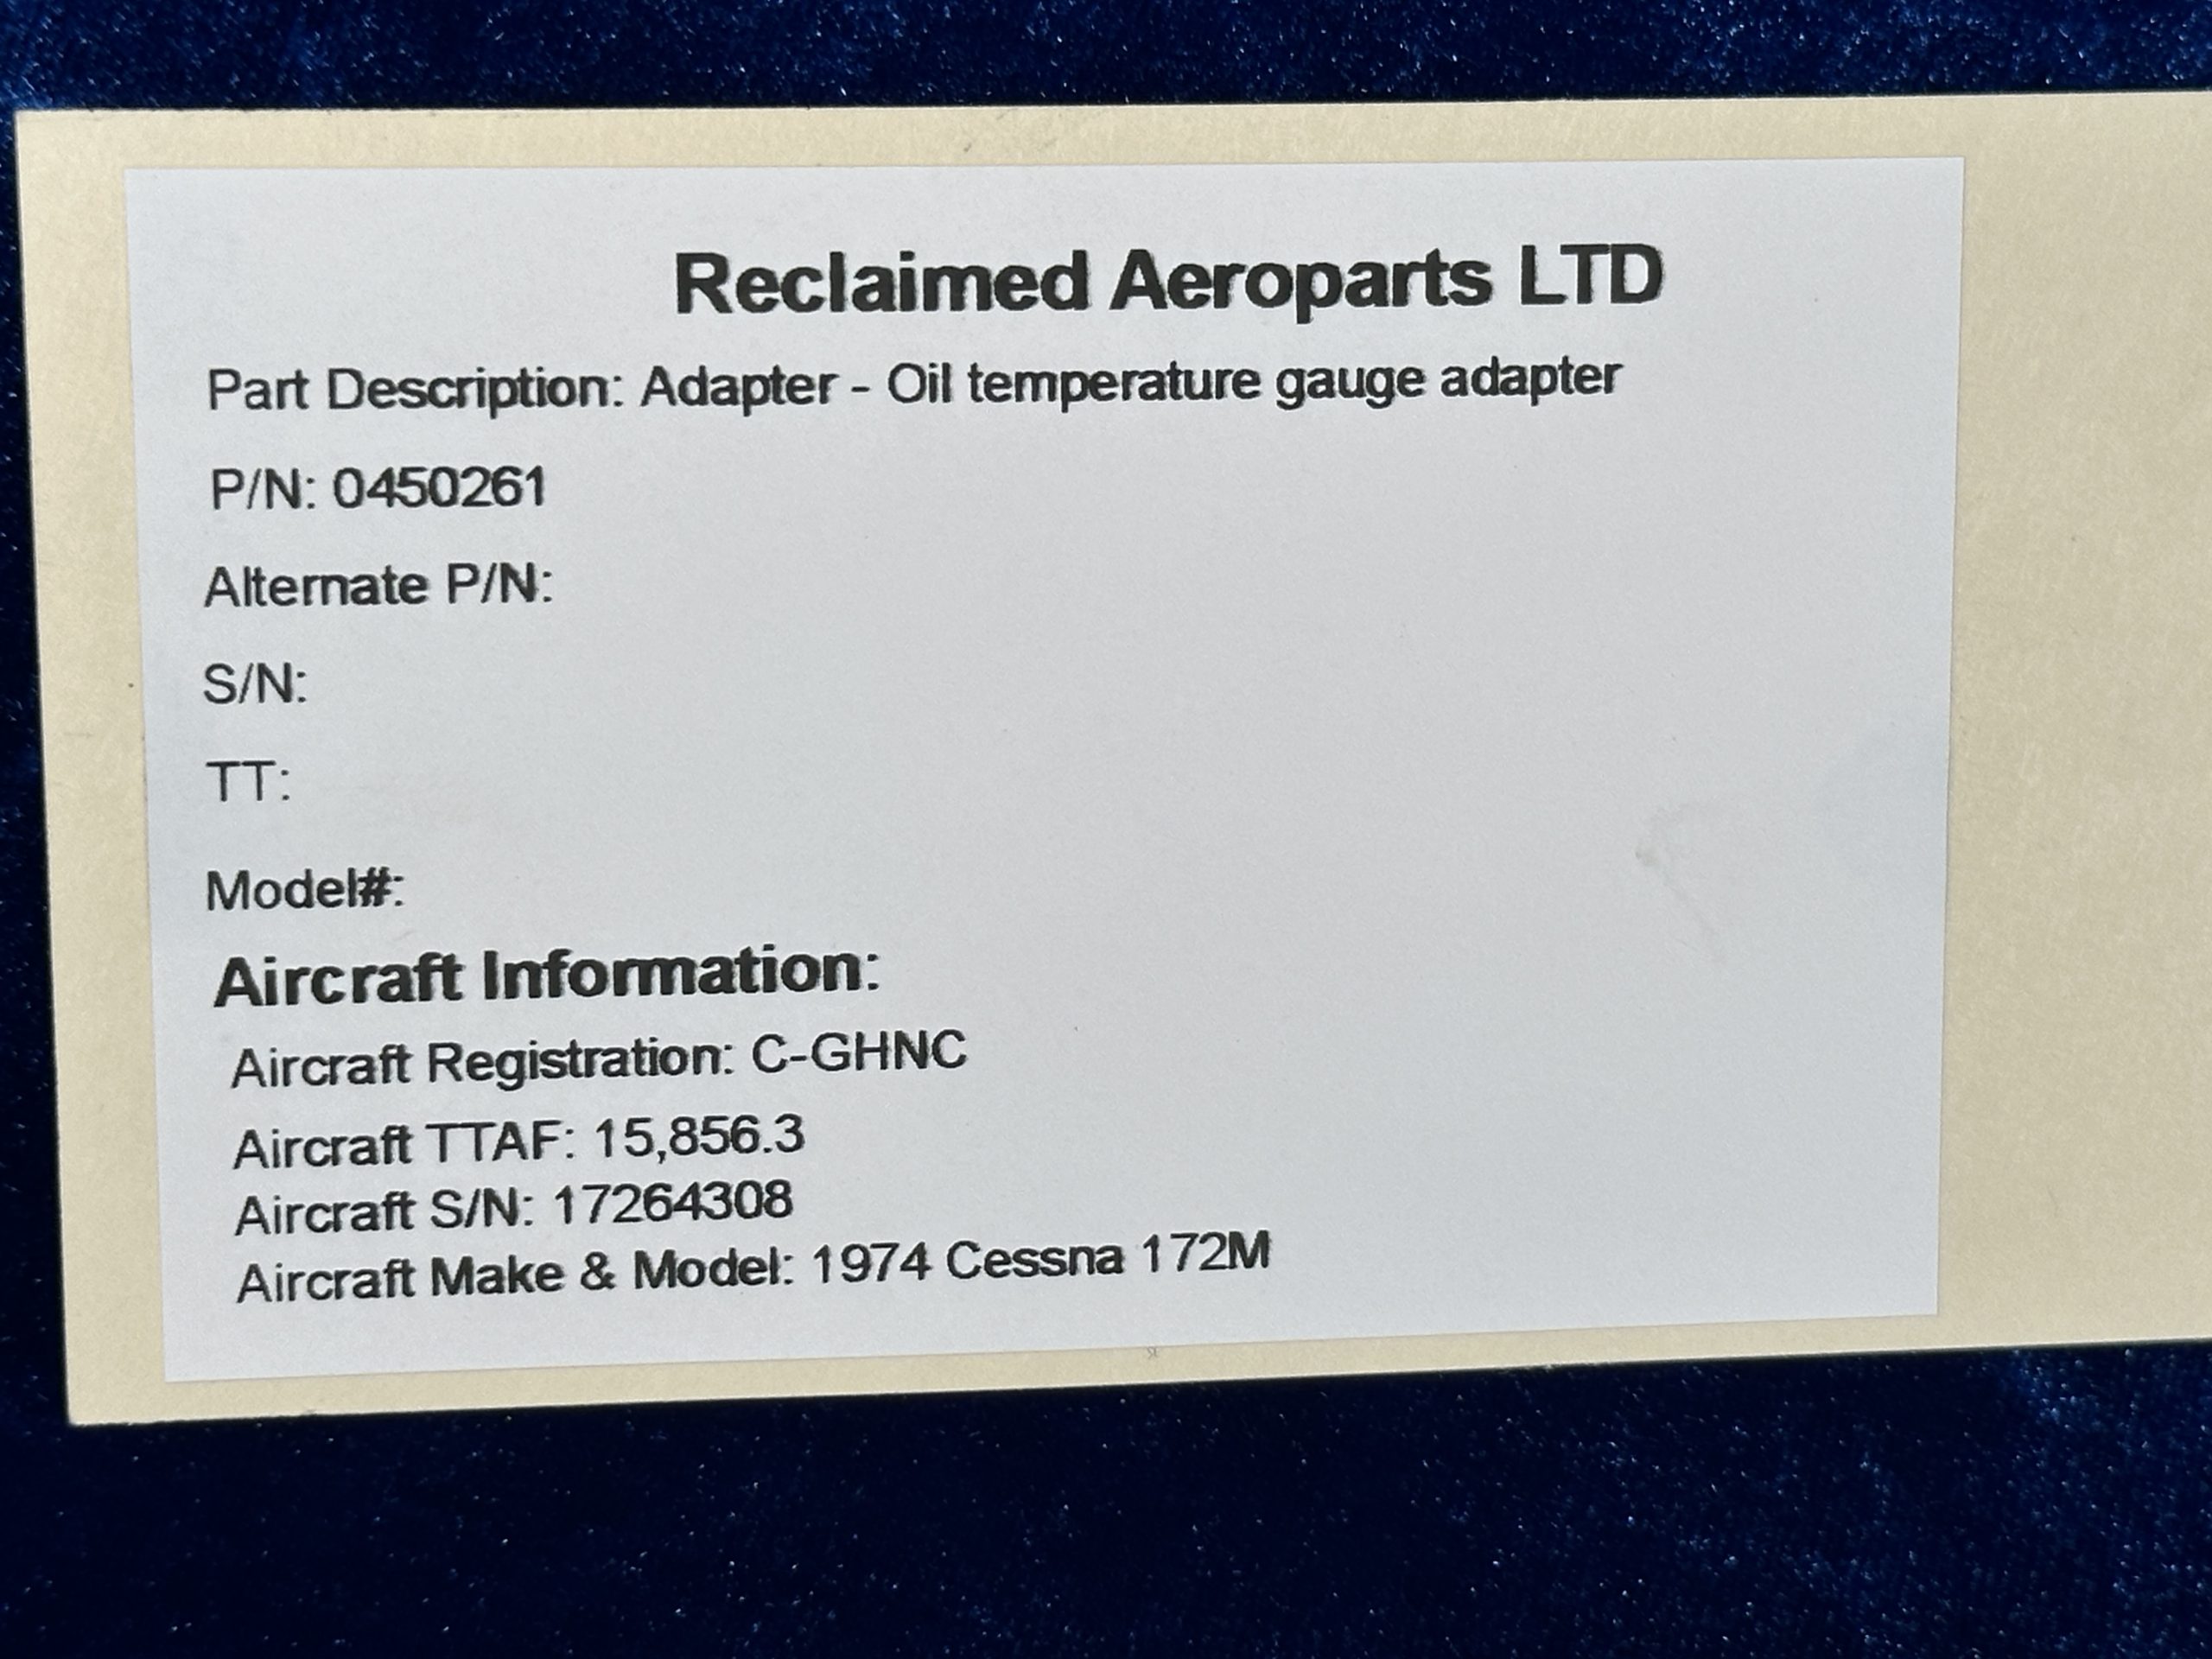 Reclaimed Aeroparts LTD
Part Description: Adapter - Oil temperature gauge adapter
P/N: 0450261
Alternate P/N:
S/N:
TT:
Model#:
Aircraft Information:
Aircraft Registration: C-GHNC
Aircraft TTAF: 15,856.3
Aircraft S/N: 17264308
Aircraft Make & Model: 1974 Cessna 172M